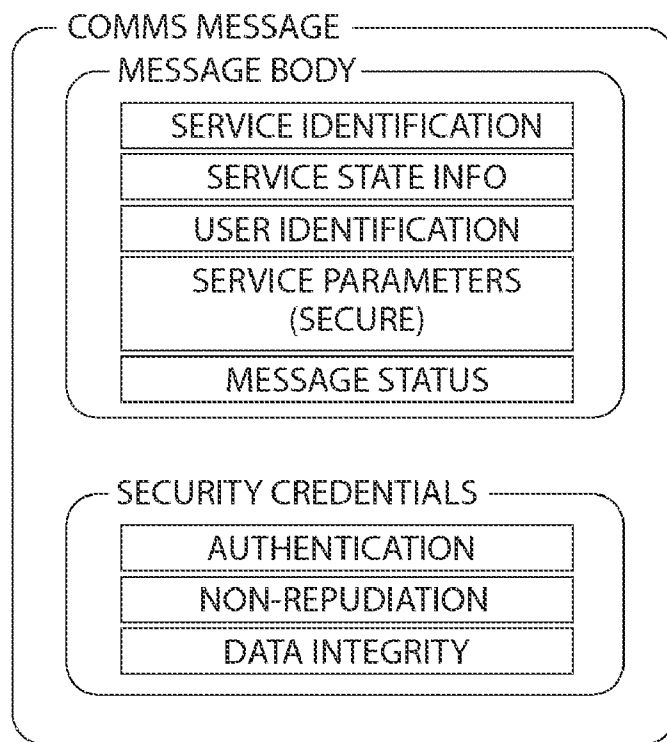 COMMS MESSAGE
MESSAGE BODY
SERVICE IDENTIFICATION
SERVICE STATE INFO
USER IDENTIFICATION
SERVICE PARAMETERS
(SECURE)
MESSAGE STATUS
SECURITY CREDENTIALS
AUTHENTICATION
NON-REPUDIATION
DATA INTEGRITY